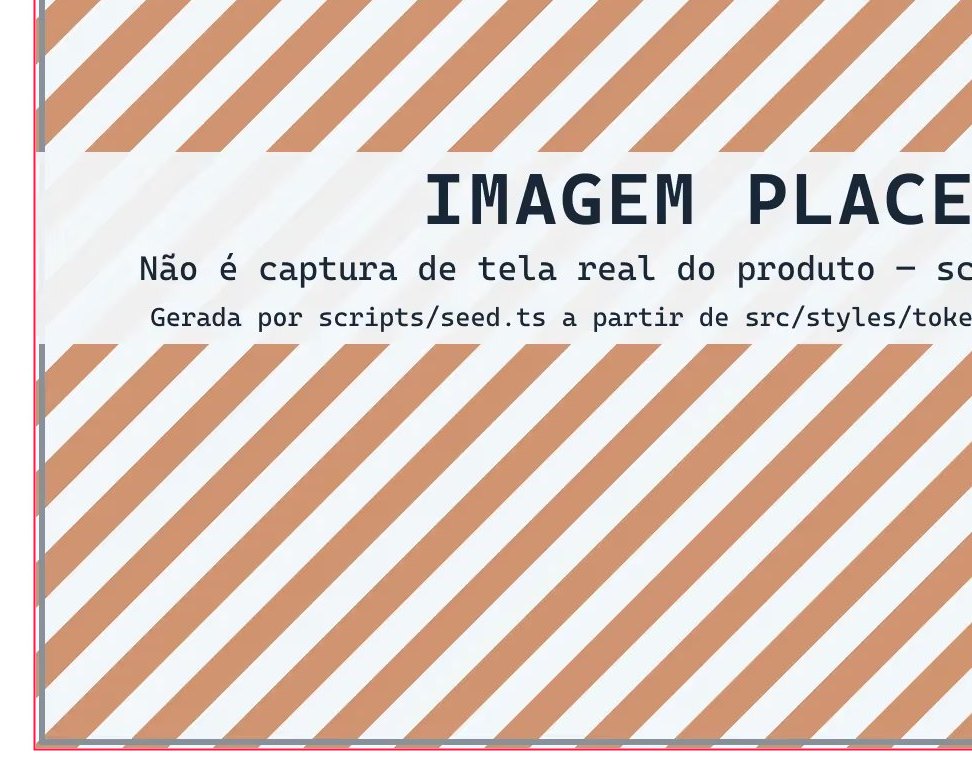 IMAGEM PLACE
Não é captura de tela real do produto — sc
Gerada por scripts/seed.ts a partir de src/styles/toke